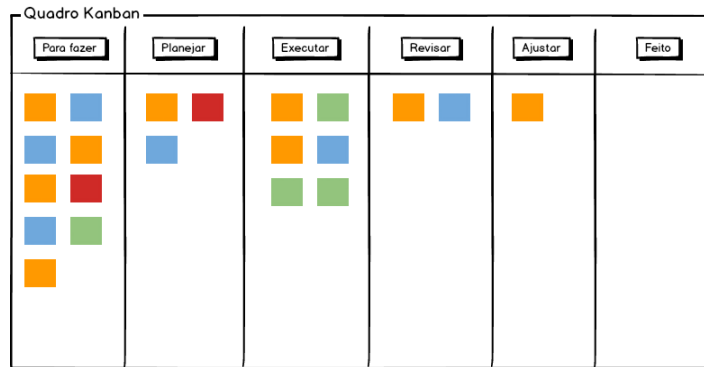 Quadro Kanban
Para fazer
Planejar
Executar
Revisar
Ajustar
Feito